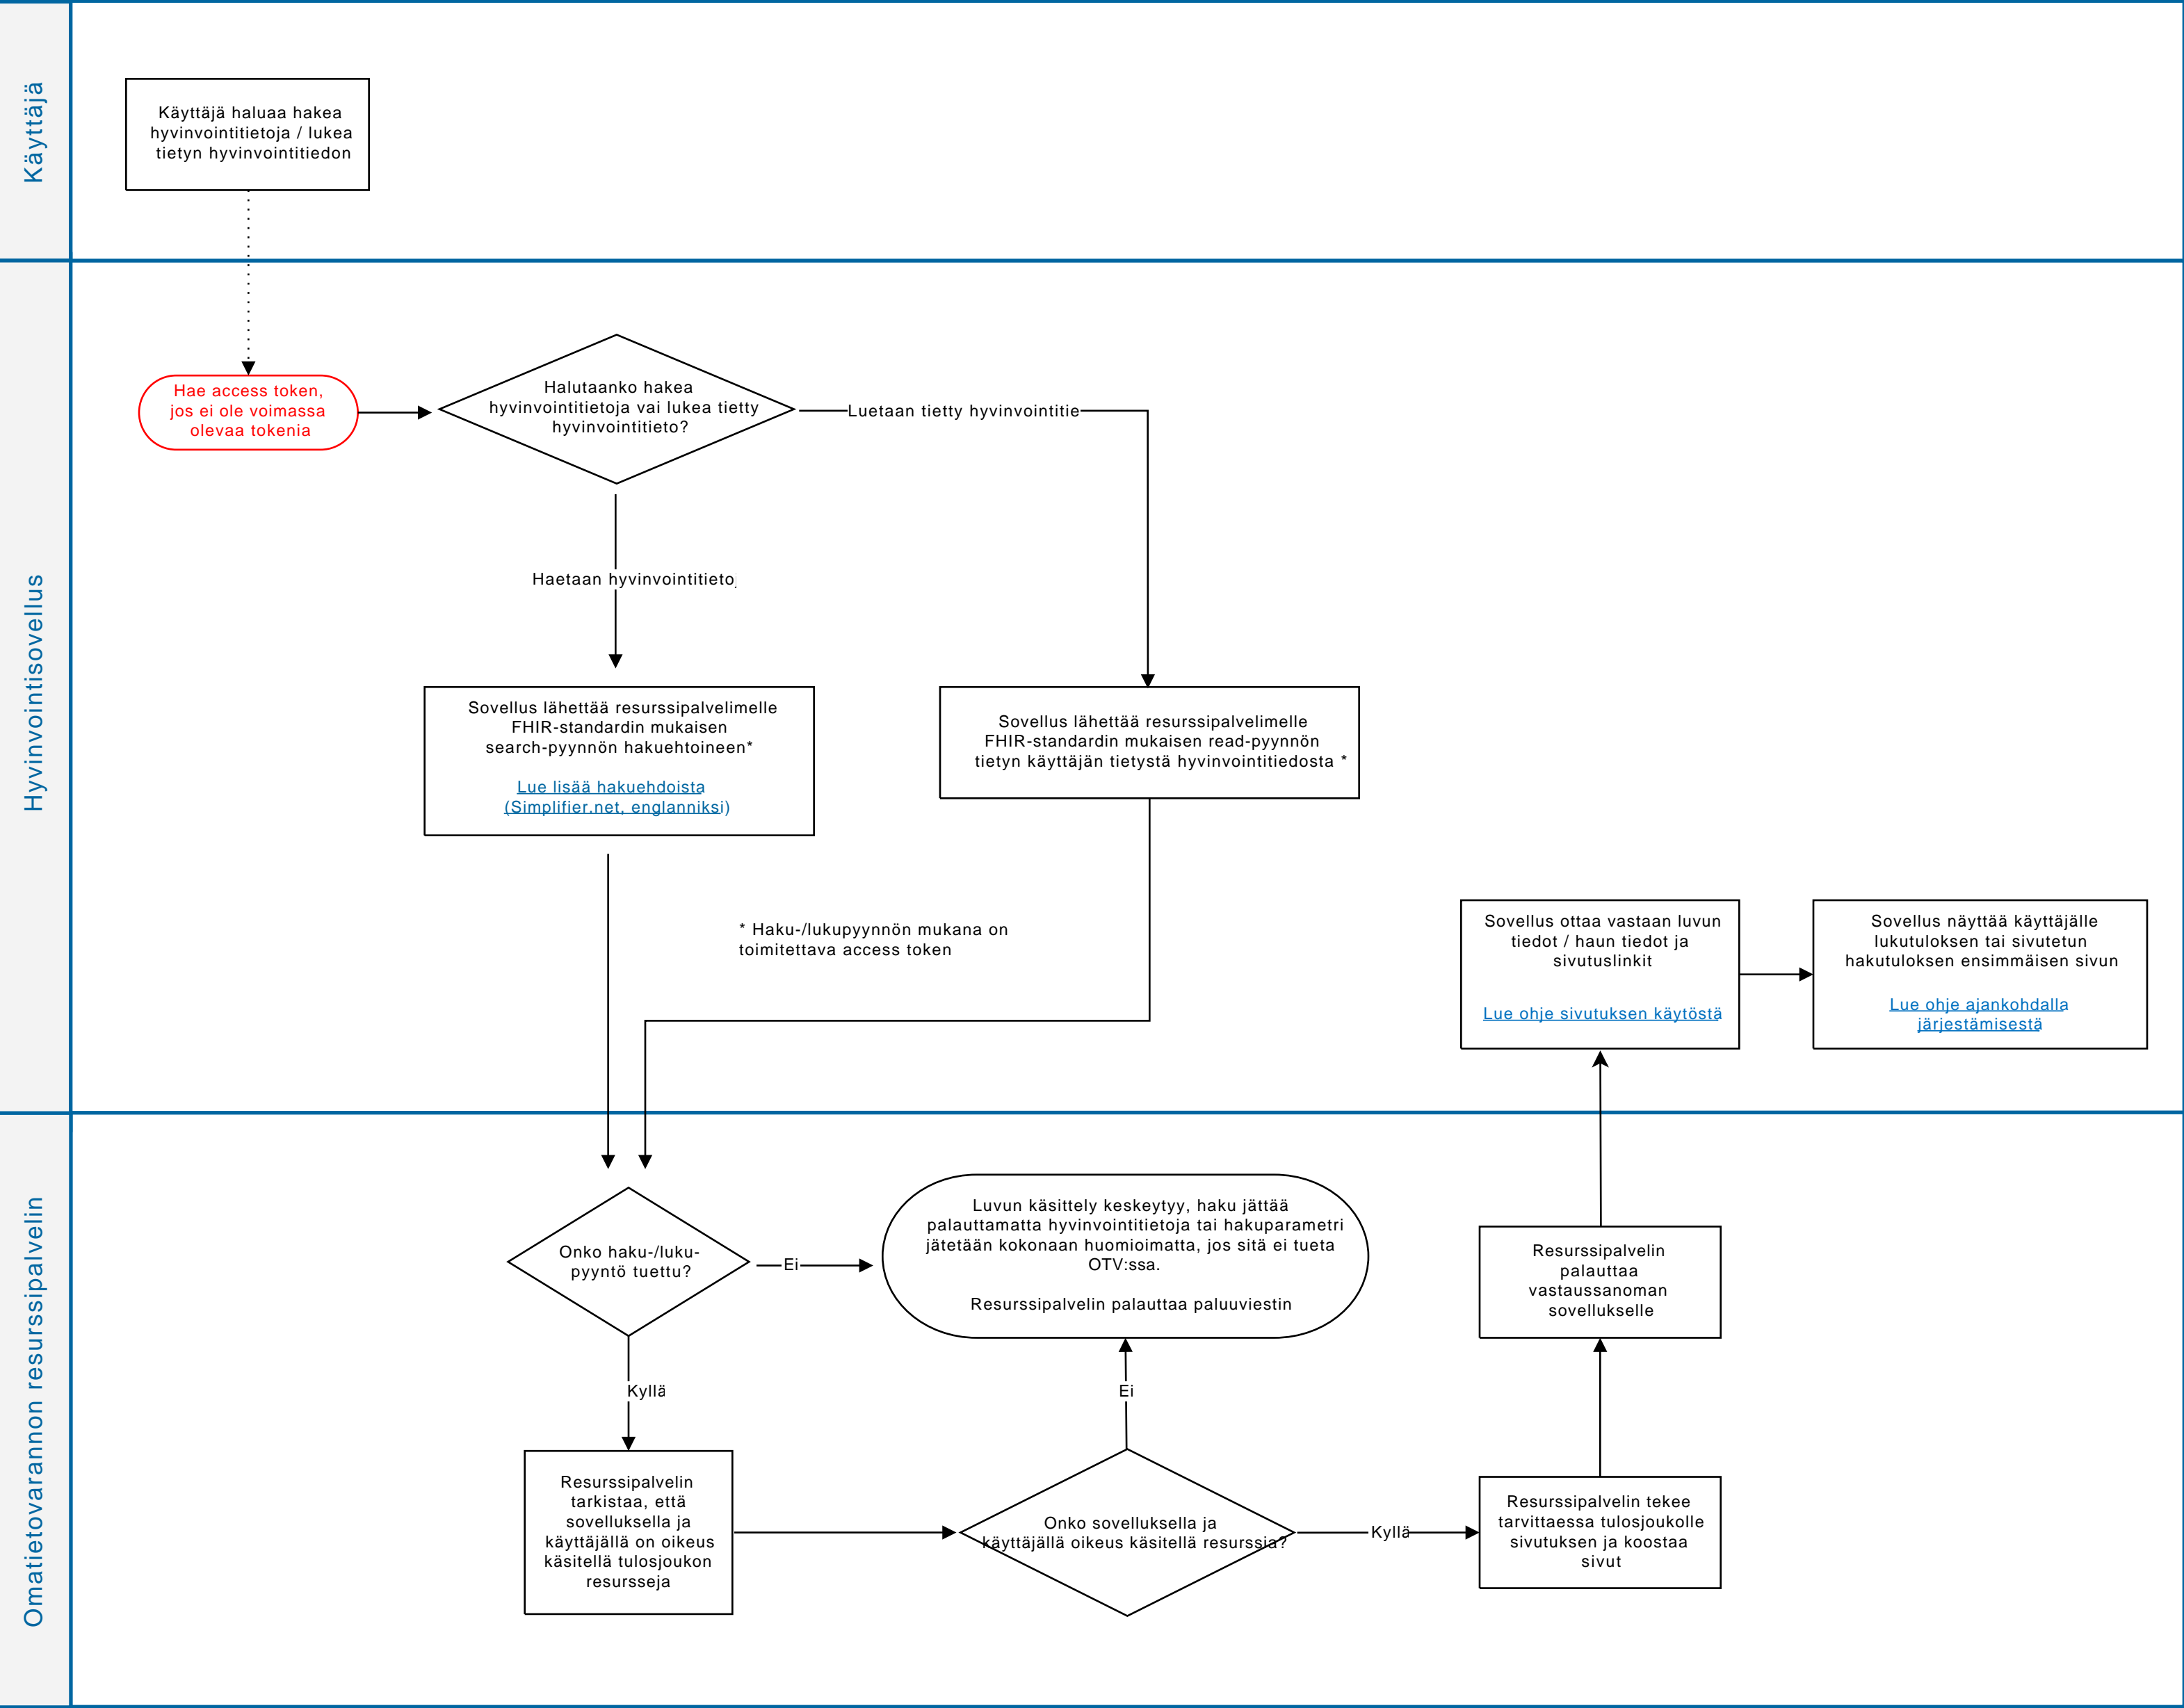 Käyttäjä
Käyttäjä haluaa hakea
hyvinvointitietoja / lukea
tietyn hyvinvointitiedon
Hyvinvointisovellus
Hae access token,
jos ei ole voimassa
olevaa tokenia
Halutaanko hakea
hyvinvointitietoja vai lukea tietty
hyvinvointitieto?
Luetaan tietty hyvinvointitie
Haetaan hyvinvointitietoj
Sovellus lähettää resurssipalvelimelle
FHIR-standardin mukaisen
search-pyynnön hakuehtoineen*
Lue lisää hakuehdoista
(Simplifier.net, englanniksi)
Sovellus lähettää resurssipalvelimelle
FHIR-standardin mukaisen read-pyynnön
tietyn käyttäjän tietystä hyvinvointitiedosta *
* Haku-/lukupyynnön mukana on
toimitettava access token
Sovellus ottaa vastaan luvun
tiedot / haun tiedot ja
sivutuslinkit
Lue ohje sivutuksen käytöstä
Sovellus näyttää käyttäjälle
lukutuloksen tai sivutetun
hakutuloksen ensimmäisen sivun
Lue ohje ajankohdalla
järjestämisestä
Omatietovarannon resurssipalvelin
Onko haku-/luku-
pyyntö tuettu?
Ei
Luvun käsittely keskeytyy, haku jättää
palauttamatta hyvinvointitietoja tai hakuparametri
jätetään kokonaan huomioimatta, jos sitä ei tueta
OTV:ssa.
Resurssipalvelin palauttaa paluuviestin
Kyllä
Resurssipalvelin
tarkistaa, että
sovelluksella ja
käyttäjällä on oikeus
käsitellä tulosjoukon
resursseja
Ei
Onko sovelluksella ja
käyttäjällä oikeus käsitellä resurssia?
Kyllä
Resurssipalvelin tekee
tarvittaessa tulosjoukolle
sivutuksen ja koostaa
sivut
Resurssipalvelin
palauttaa
vastaussanoman
sovellukselle